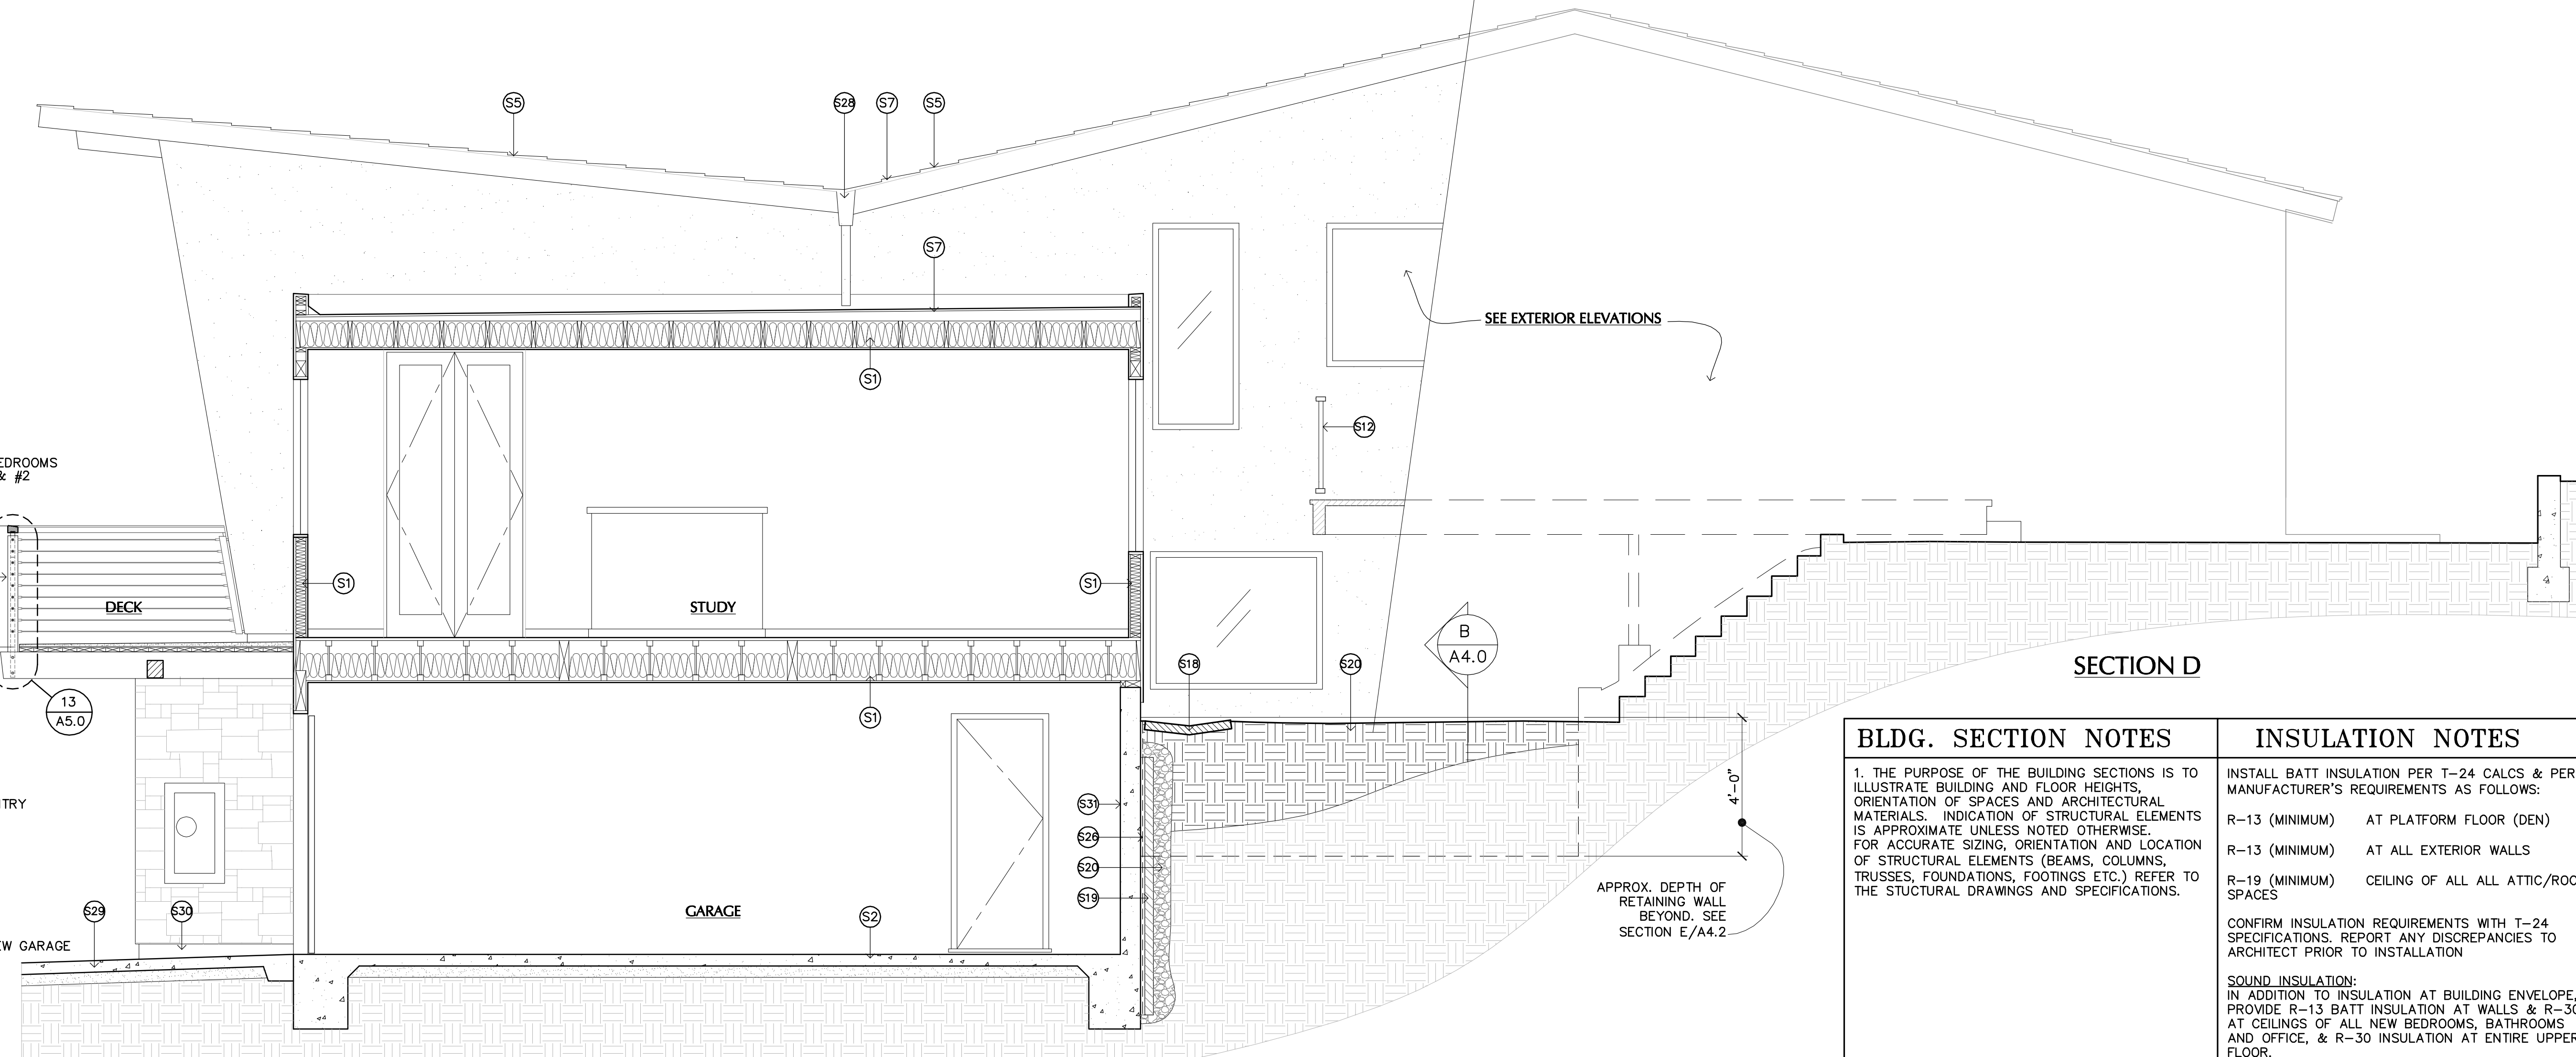 S5
S28
S7
S5
S7
SEE EXTERIOR ELEVATIONS
S1
S12
& #2
S1
S1
DECK
STUDY
B
A4.0
S18
S20
SECTION D
13
A5.0
S1
4'-0"
S31
S26
S20
S19
APPROX. DEPTH OF
RETAINING WALL
BEYOND. SEE
SECTION E/A4.2
S29
S30
GARAGE
S2
GARAGE
BLDG. SECTION NOTES
1. THE PURPOSE OF THE BUILDING SECTIONS IS TO
ILLUSTRATE BUILDING AND FLOOR HEIGHTS,
ORIENTATION OF SPACES AND ARCHITECTURAL
MATERIALS. INDICATION OF STRUCTURAL ELEMENTS
IS APPROXIMATE UNLESS NOTED OTHERWISE.
FOR ACCURATE SIZING, ORIENTATION AND LOCATION
OF STRUCTURAL ELEMENTS (BEAMS, COLUMNS,
TRUSSES, FOUNDATIONS, FOOTINGS ETC.) REFER TO
THE STUCTURAL DRAWINGS AND SPECIFICATIONS.
INSULATION NOTES
INSTALL BATT INSULATION PER T-24 CALCS & PER
MANUFACTURER'S REQUIREMENTS AS FOLLOWS:
R-13 (MINIMUM) AT PLATFORM FLOOR (DEN)
R-13 (MINIMUM) AT ALL EXTERIOR WALLS
R-19 (MINIMUM) CEILING OF ALL ALL
SPACES
CONFIRM INSULATION REQUIREMENTS WITH T-24
SPECIFICATIONS. REPORT ANY DISCREPANCIES TO
ARCHITECT PRIOR TO INSTALLATION
SOUND INSULATION:
IN ADDITION TO INSULATION AT BUILDING ENVELOPE,
PROVIDE R-13 BATT INSULATION AT WALLS & R-30
AT CEILINGS OF ALL NEW BEDROOMS, BATHROOMS
AND OFFICE, & R-30 INSULATION AT ENTIRE UPPER
FLOOR.